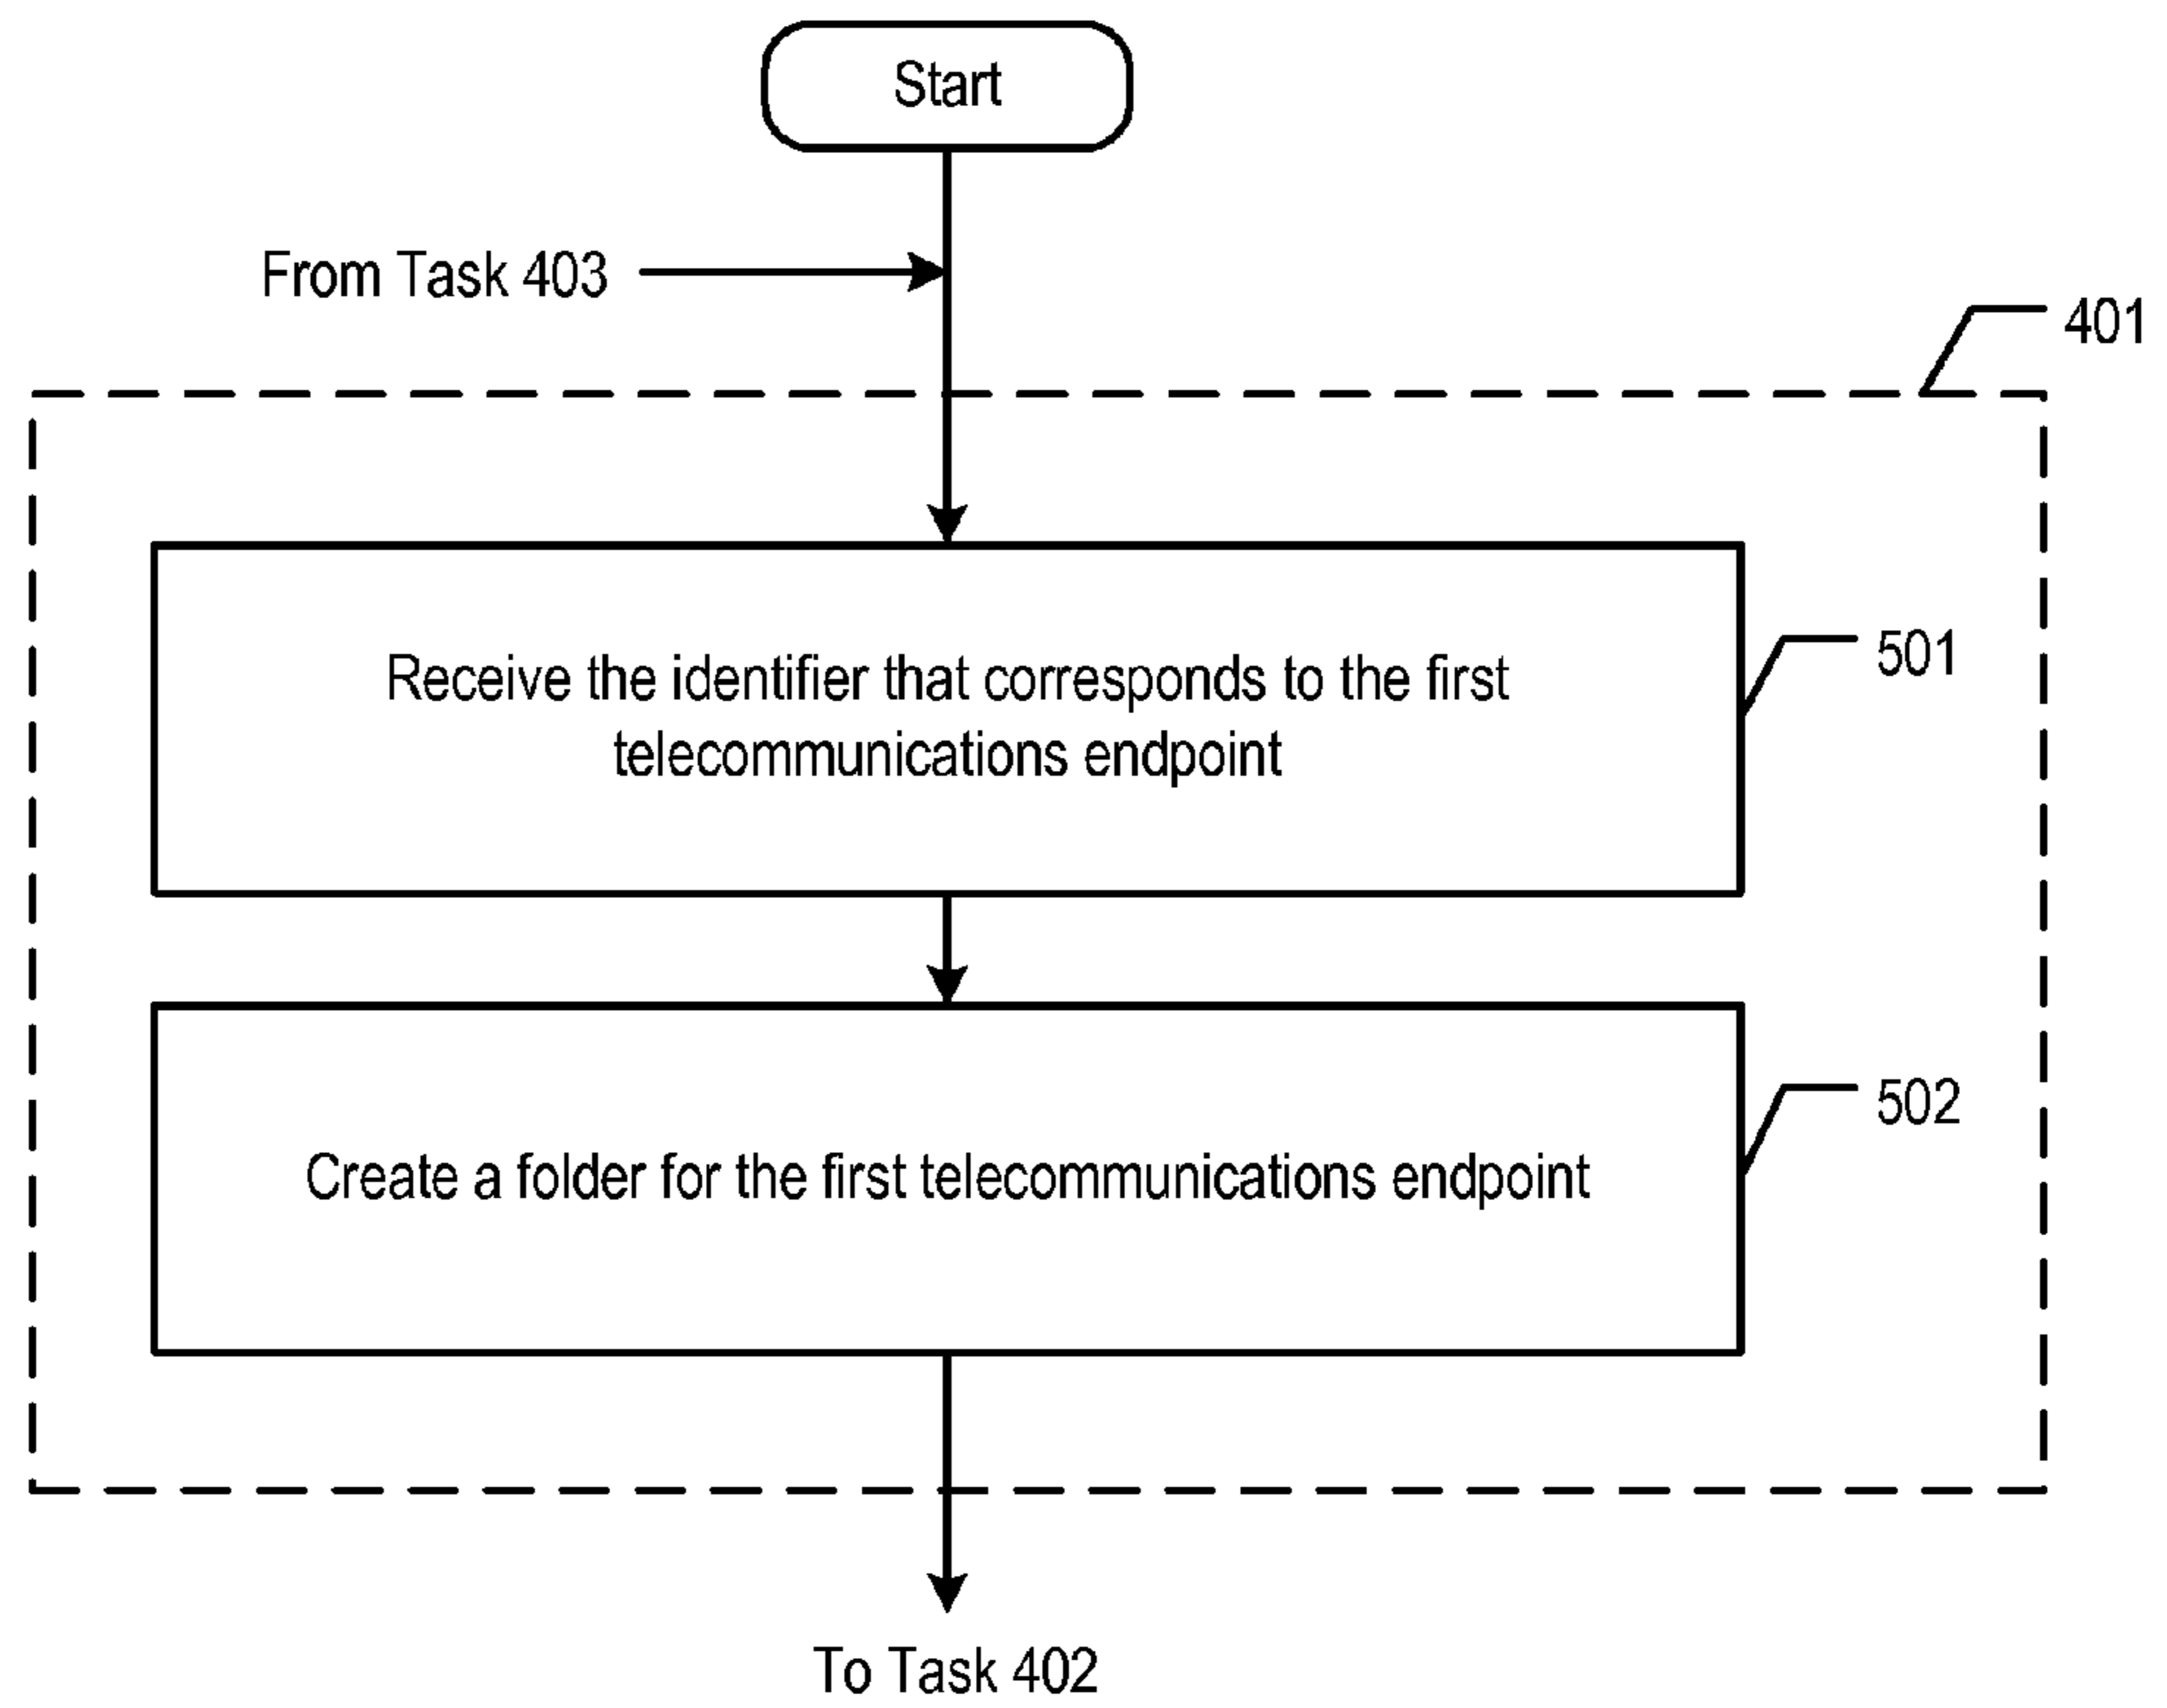 Start
From Task 403
401
Receive the identifier that corresponds to the first
telecommunications endpoint
501
Create a folder for the first telecommunications endpoint
502
To Task 402